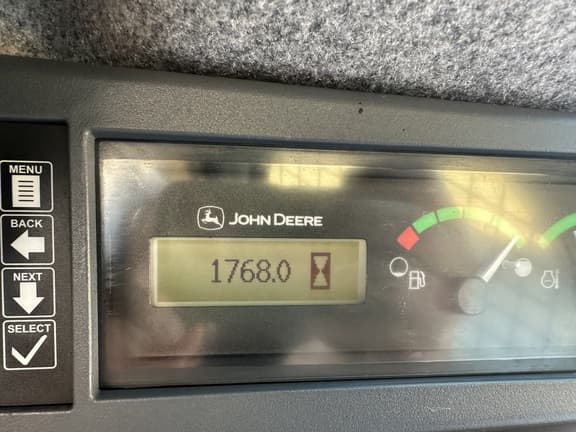 MENU
BACK
NEXT
SELECT
JOHN DEERE
1768.0